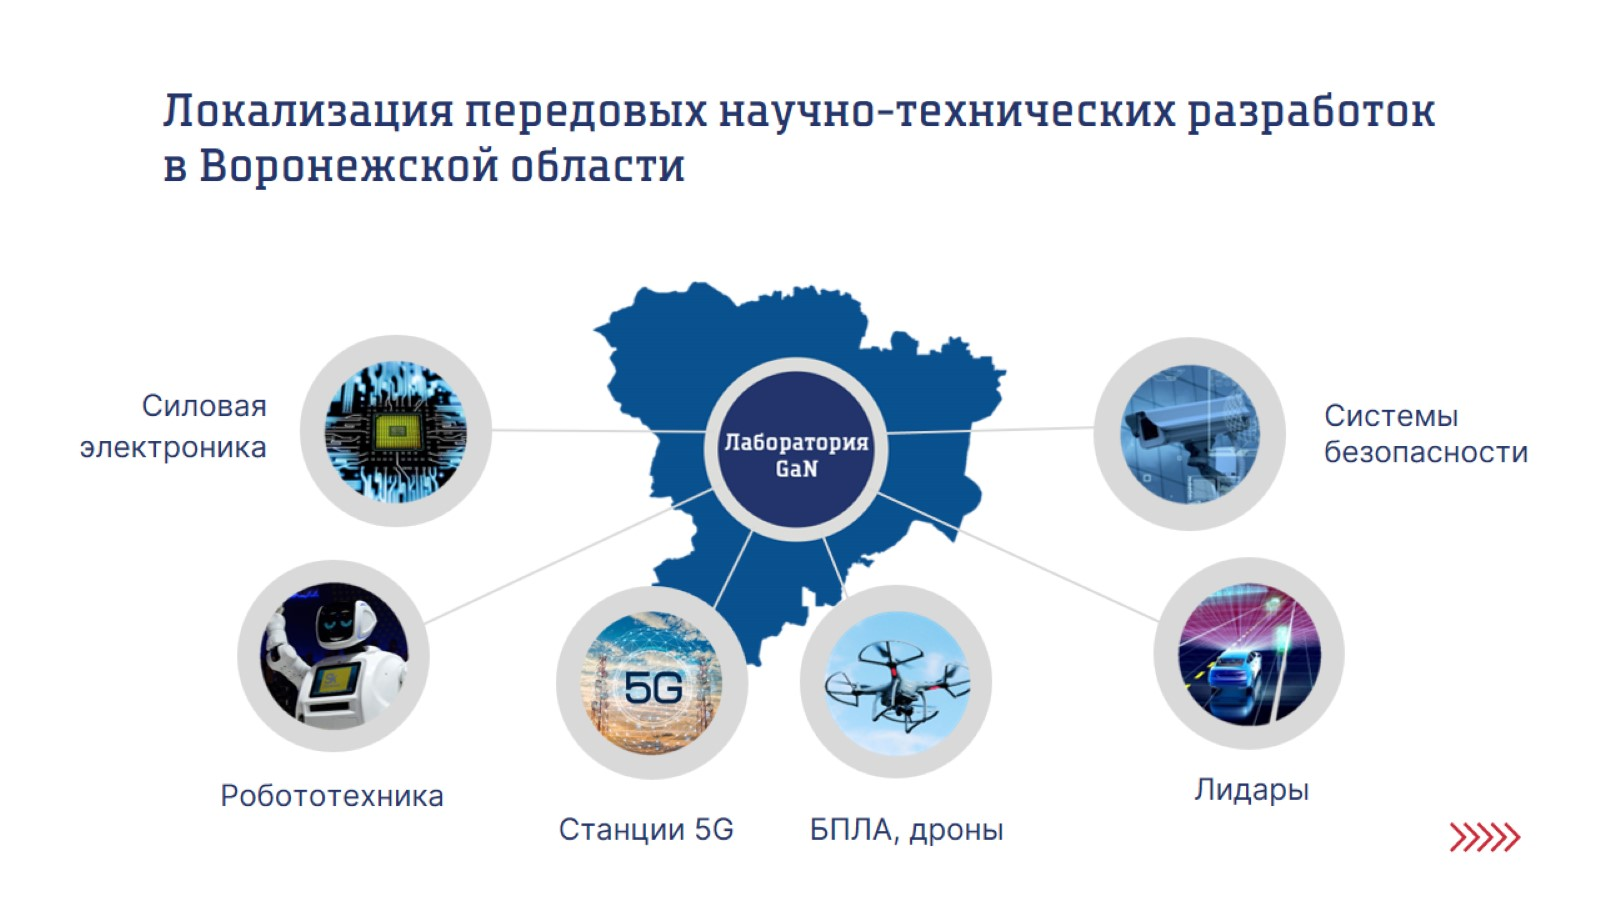 Локализация передовых научно-технических разработок
в Воронежской области
Силовая
электроника
Лаборатория
GaN
Системы
безопасности
5G
Робототехника
Станции 5G
БПЛА, дроны
Лидары